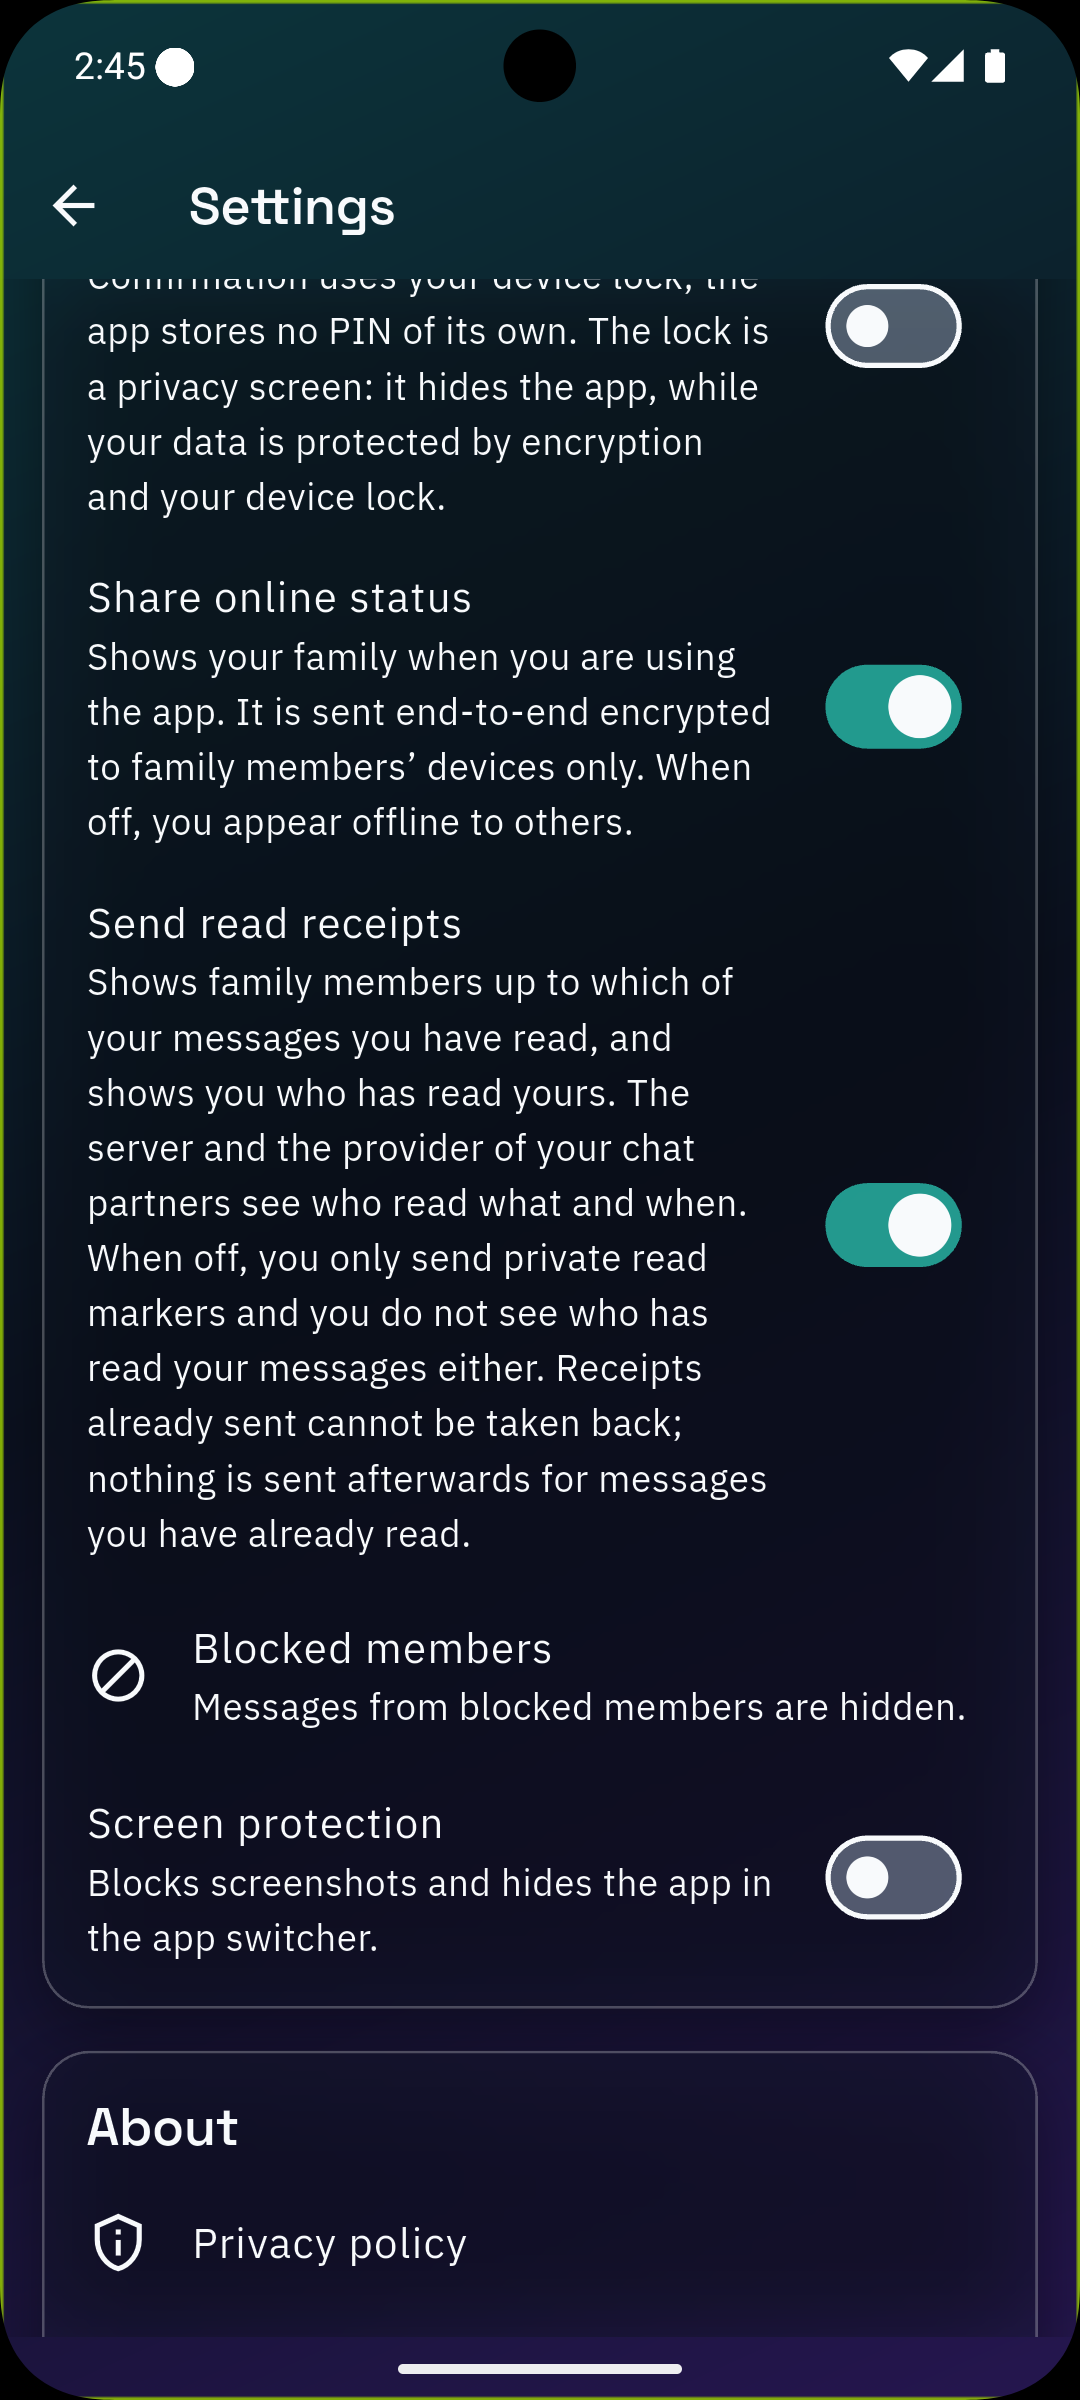 2:45
Settings
Confirmation uses your device lock, the
app stores no PIN of its own. The lock is
a privacy screen: it hides the app, while
your data is protected by encryption
and your device lock.
Share online status
Shows your family when you are using
the app. It is sent end-to-end encrypted
to family members’ devices only. When
off, you appear offline to others.
Send read receipts
Shows family members up to which of
your messages you have read, and
shows you who has read yours. The
server and the provider of your chat
partners see who read what and when.
When off, you only send private read
markers and you do not see who has
read your messages either. Receipts
already sent cannot be taken back;
nothing is sent afterwards for messages
you have already read.
Blocked members
Messages from blocked members are hidden.
Screen protection
Blocks screenshots and hides the app in
the app switcher.
About
Privacy policy